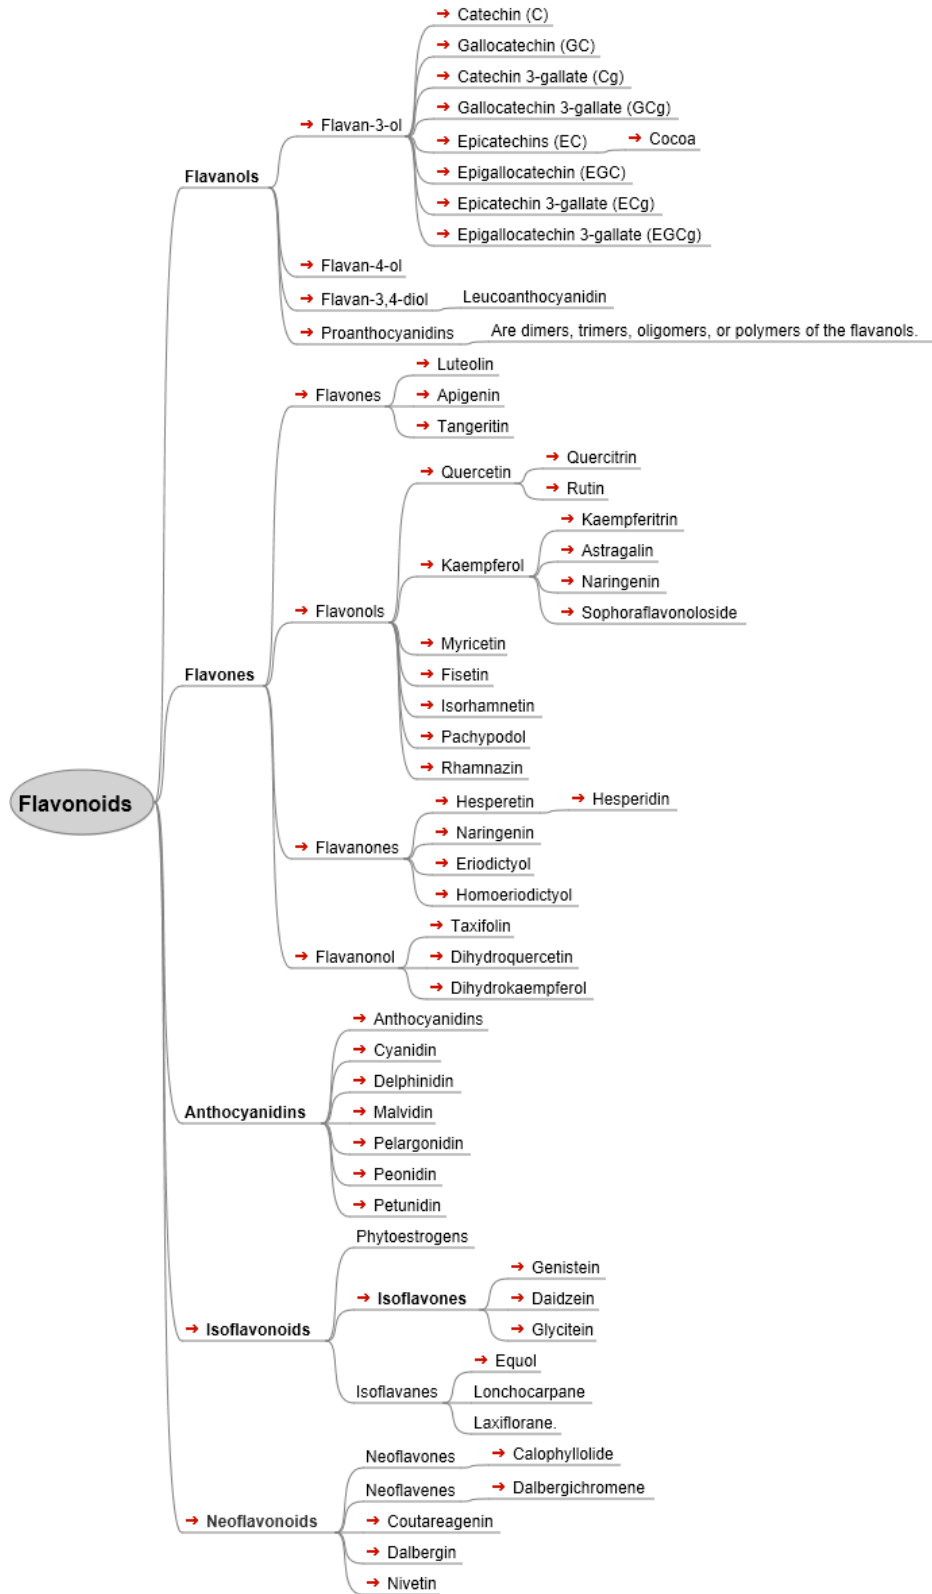 Catechin (C)
Gallocatechin (GC)
Catechin 3-gallate (Cg)
Gallocatechin 3-gallate (GCg)
Flavan-3-ol
Epicatechins (EC)
Cocoa
Epigallocatechin (EGC)
Flavanols
Epicatechin 3-gallate (ECg)
Epigallocatechin 3-gallate (EGCg)
Flavan-4-ol
Flavan-3,4-diol
Leucoanthocyanidin
Proanthocyanidins
Are dimers, trimers, oligomers, or polymers of the flavanols.
Luteolin
Flavones
Apigenin
Tangeritin
Quercetin
Quercitrin
Rutin
Kaempferol
Kaempferitrin
Astragalin
Naringenin
Sophoraflavonoloside
Flavonols
Myricetin
Fisetin
Flavones
Isorhamnetin
Pachypodol
Rhamnazin
Flavonoids
Hesperetin
Hesperidin
Naringenin
Flavanones
Eriodictyol
Homoeriodictyol
Taxifolin
Flavanonol
Dihydroquercetin
Dihydrokaempferol
Anthocyanidins
Cyanidin
Delphinidin
Anthocyanidins
Malvidin
Pelargonidin
Peonidin
Petunidin
Phytoestrogens
Genistein
Isoflavones
Daidzein
Glycitein
Isoflavonoids
Equol
Isoflavanes
Lonchocarpane
Laxiflorane.
Neoflavones
Calophyllolide
Neoflavenes
Dalbergichromene
Neoflavonoids
Coutareagenin
Dalbergin
Nivetin